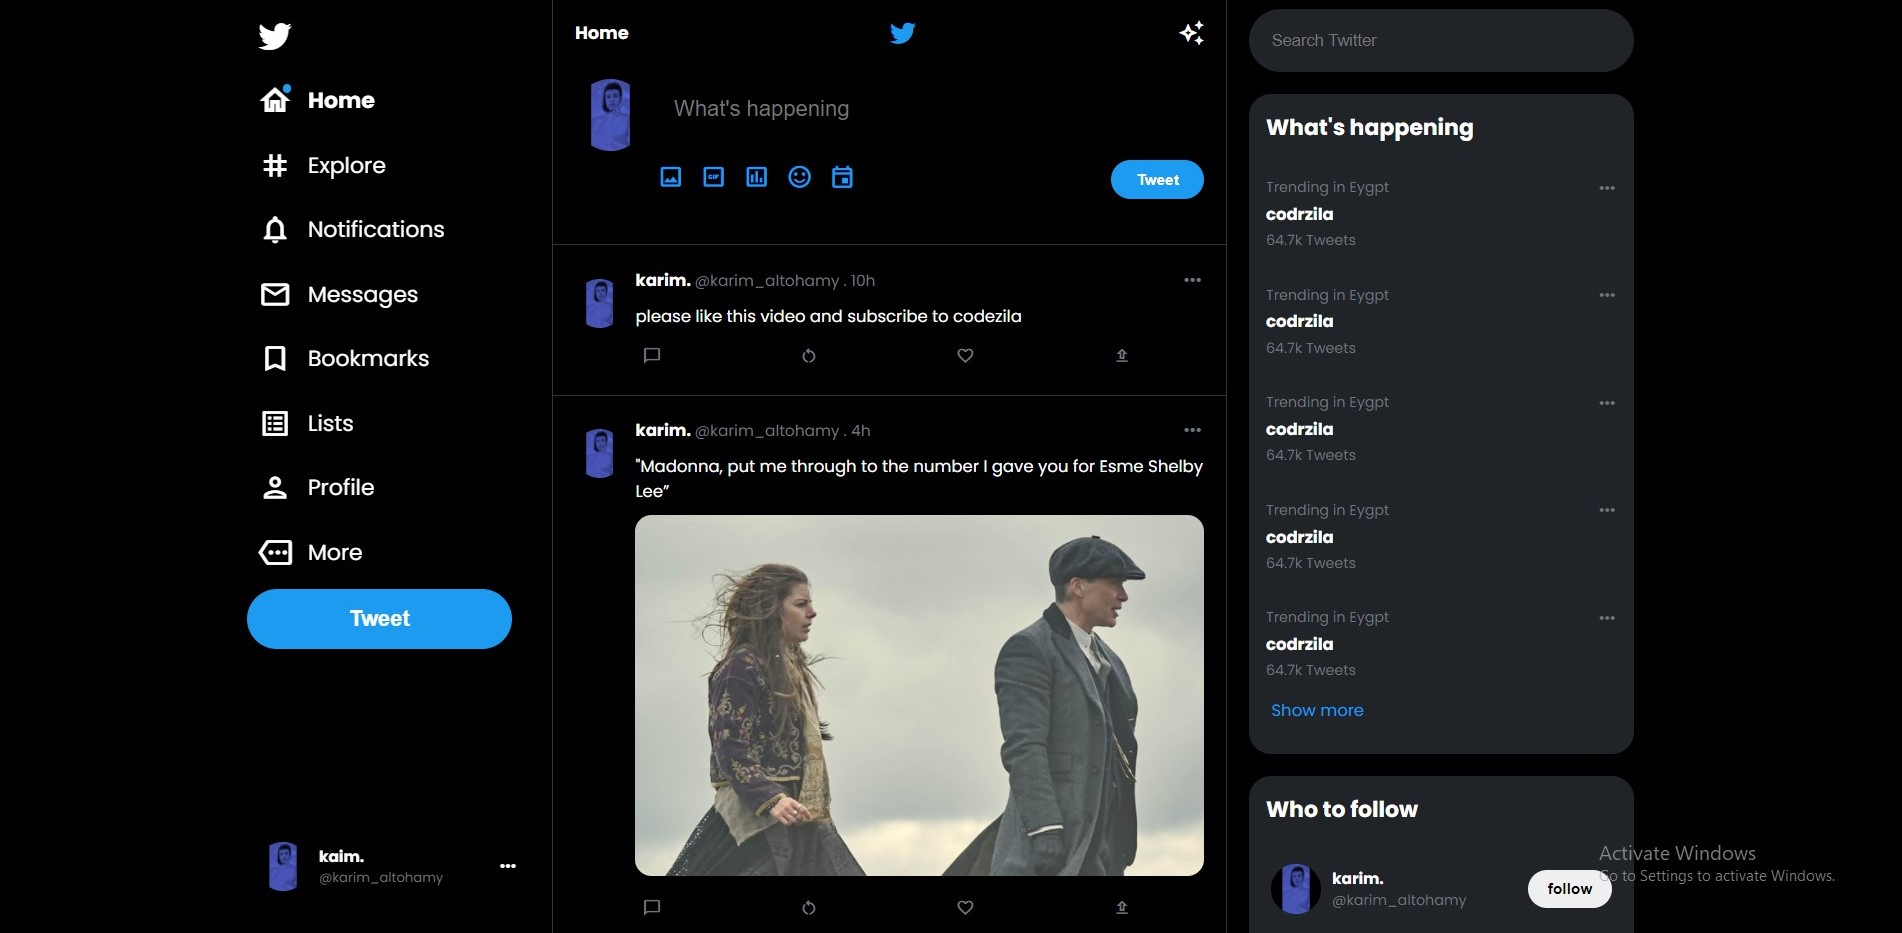 Home
Explore
Notifications
Messages
Bookmarks
Lists
Profile
More
Tweet
kaim.
@karim_altohamy
Home
What's happening
GIF
Tweet
karim. @karim_altohamy . 10h
please like this video and subscribe to codezila
karim. @karim_altohamy . 4h
"Madonna, put me through to the number I gave you for Esme Shelby
Lee”
Search Twitter
What's happening
Trending in Eygpt
codrzila
64.7k Tweets
Trending in Eygpt
codrzila
64.7k Tweets
Trending in Eygpt
codrzila
64.7k Tweets
Trending in Eygpt
codrzila
64.7k Tweets
Trending in Eygpt
codrzila
64.7k Tweets
Show more
Who to follow
karim.
@karim_altohamy
follow
Activate Windows
Go to Settings to activate Windows.